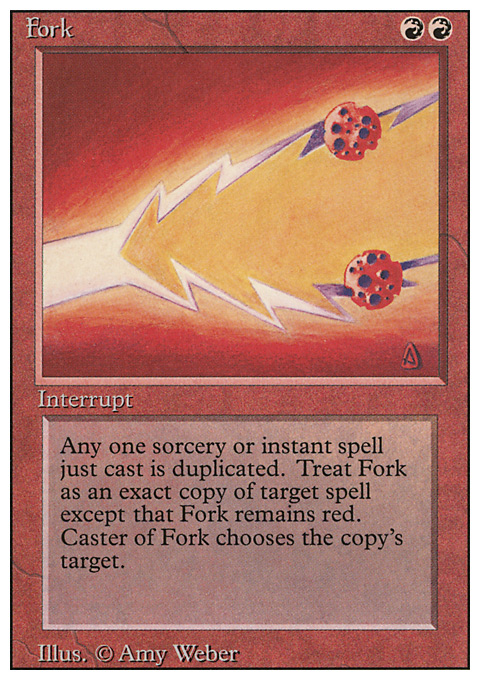 Fork
Interrupt
Any one sorcery or instant spell
just cast is duplicated. Treat Fork
as an exact copy of target spell
except that Fork remains red.
Caster of Fork chooses the copy's
target.
Illus. © Amy Weber